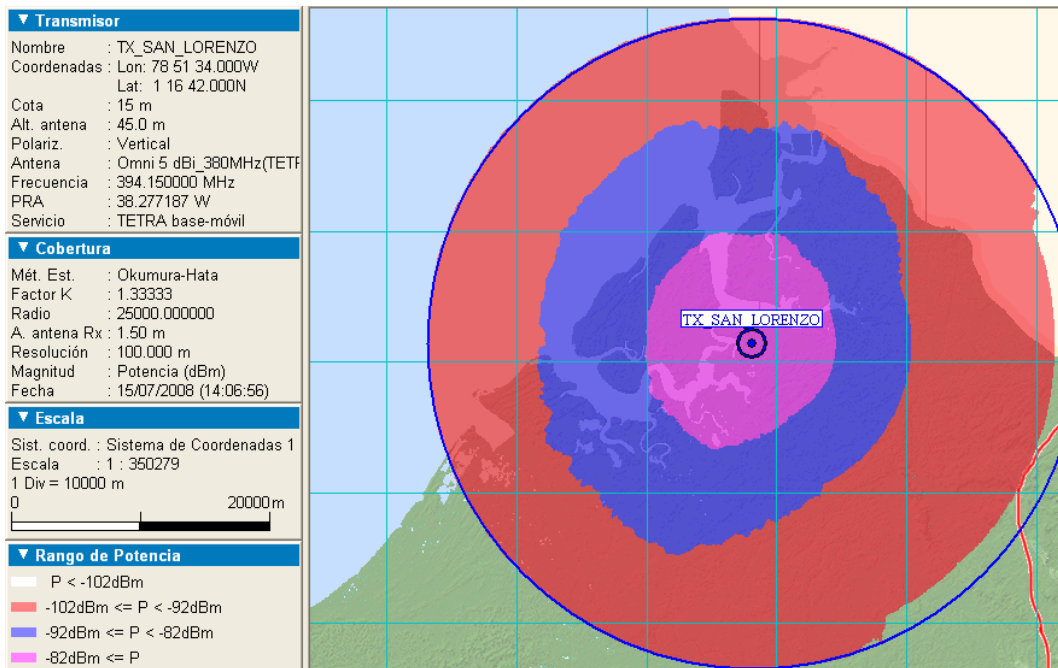 Transmisor
Nombre : TX_SAN_LORENZO
Coordenadas : Lon: 78 51 34.000W
Lat: 1 16 42.000N
Cota : 15 m
Alt. antena : 45.0 m
Polariz. : Vertical
Antena : Omni 5 dBi_380MHz(TETF
Frecuencia : 394.150000 MHz
PRA : 38.277187 W
Servicio : TETRA base-móvil
Cobertura
Mét. Est. : Okumura-Hata
Factor K : 1.33333
Radio : 25000.000000
A. antena Rx : 1.50 m
Resolución : 100.000 m
Magnitud : Potencia (dBm)
Fecha : 15/07/2008 (14:06:56)
Escala
Sist. coord. : Sistema de Coordenadas 1
Escala : 1 : 350279
1 Div = 10000 m
0 20000m
Rango de Potencia
P < -102dBm
-102dBm <= P < -92dBm
-92dBm <= P < -82dBm
-82dBm <= P
TX_SAN_LORENZO